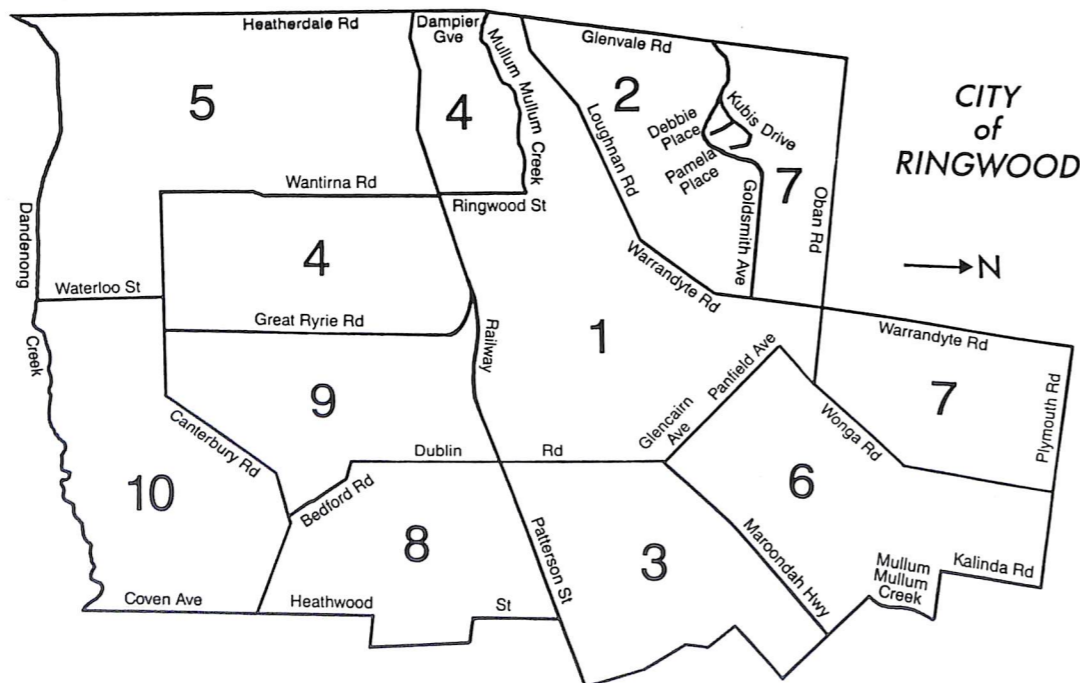 CITY
of
RINGWOOD
N
Heatherdale Rd
Dampier
Gve
Mullum Mullum Creek
Glenvale Rd
5
4
2
Loughnan Rd
Debbie
Place
Pamela
Place
Kubis Drive
7
Oban Rd
Goldsmith Ave
Wantirna Rd
Ringwood St
Dandenong
Creek
4
Waterloo St
Great Ryrie Rd
Railway
Warrandyte Rd
1
Warrandyte Rd
Plymouth Rd
7
9
Panfield Ave
Glencairn
Ave
Wonga Rd
Canterbury Rd
Dublin
Rd
10
Bedford Rd
6
8
Patterson St
3
Maroondah Hwy
Mullum
Mullum
Creek
Kalinda Rd
Coven Ave
Heathwood
St